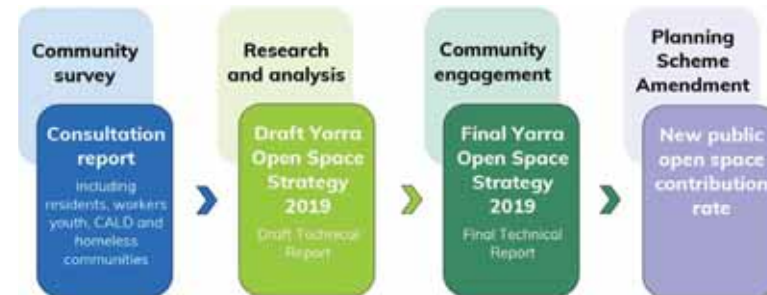 Community
survey
Consultation
report
including
residents, workers
youth, CALD and
homeless
communities
Research
and analysis
Draft Yarra
Open Space
Strategy
2019
Draft Technical
Report
Community
engagement
Final Yarra
Open Space
Strategy
2019
Final Technical
Report
Planning
Scheme
Amendment
New public
open space
contribution
rate